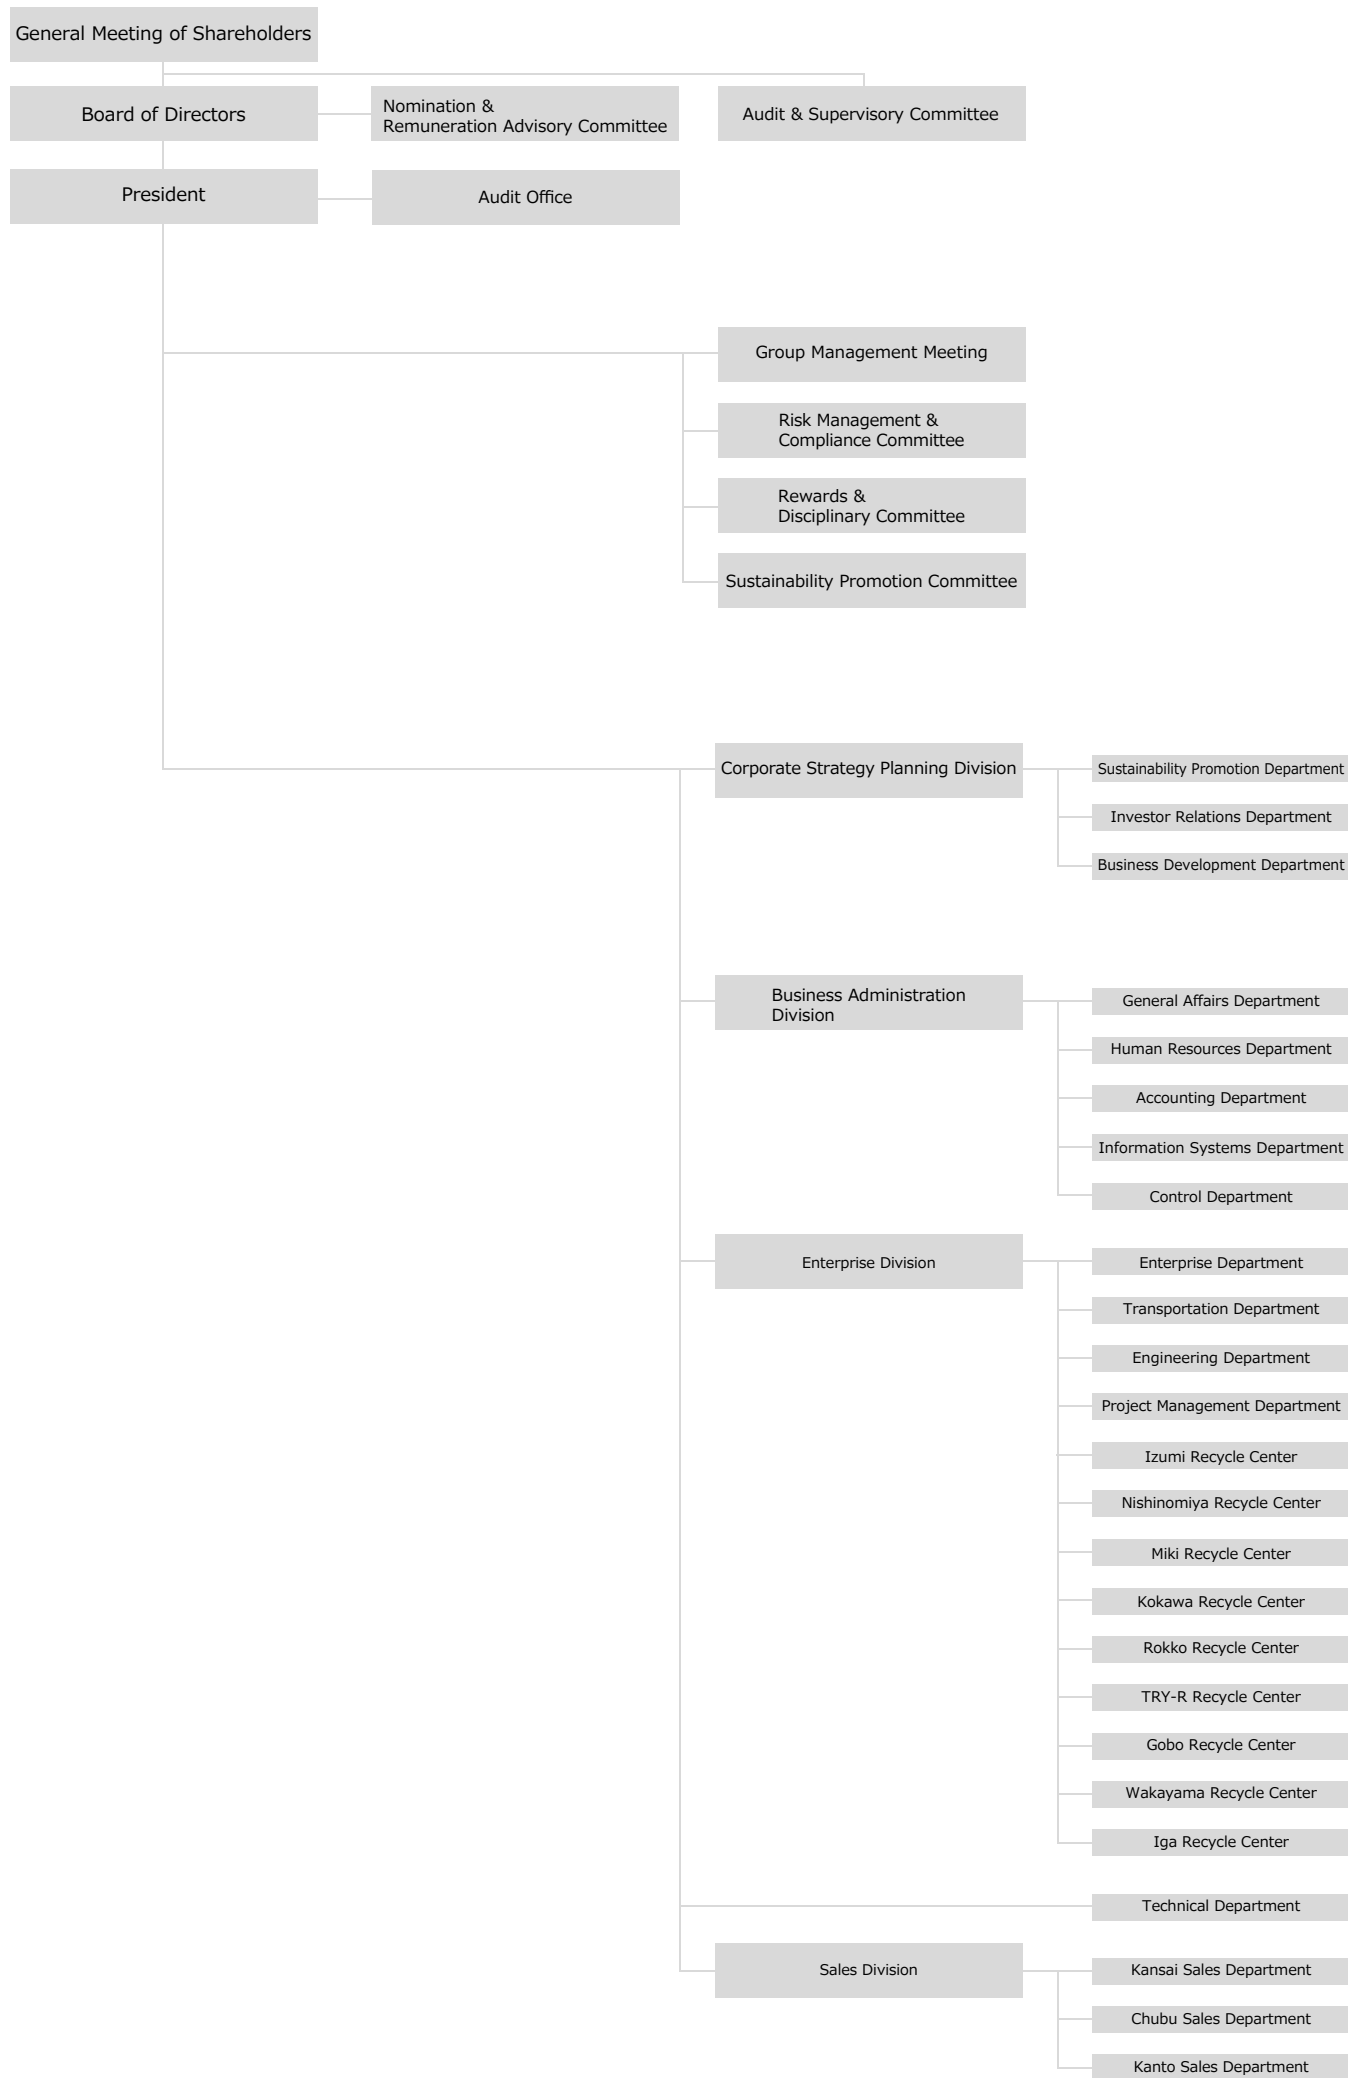 General Meeting of Shareholders
Board of Directors
Nomination &
Remuneration Advisory Committee
Audit & Supervisory Committee
President
Audit Office
Group Management Meeting
Risk Management &
Compliance Committee
Rewards &
Disciplinary Committee
Sustainability Promotion Committee
Corporate Strategy Planning Division
Sustainability Promotion Department
Investor Relations Department
Business Development Department
Business Administration
Division
General Affairs Department
Human Resources Department
Accounting Department
Information Systems Department
Control Department
Enterprise Division
Enterprise Department
Transportation Department
Engineering Department
Project Management Department
Izumi Recycle Center
Nishinomiya Recycle Center
Miki Recycle Center
Kokawa Recycle Center
Rokko Recycle Center
TRY-R Recycle Center
Gobo Recycle Center
Wakayama Recycle Center
Iga Recycle Center
Technical Department
Sales Division
Kansai Sales Department
Chubu Sales Department
Kanto Sales Department